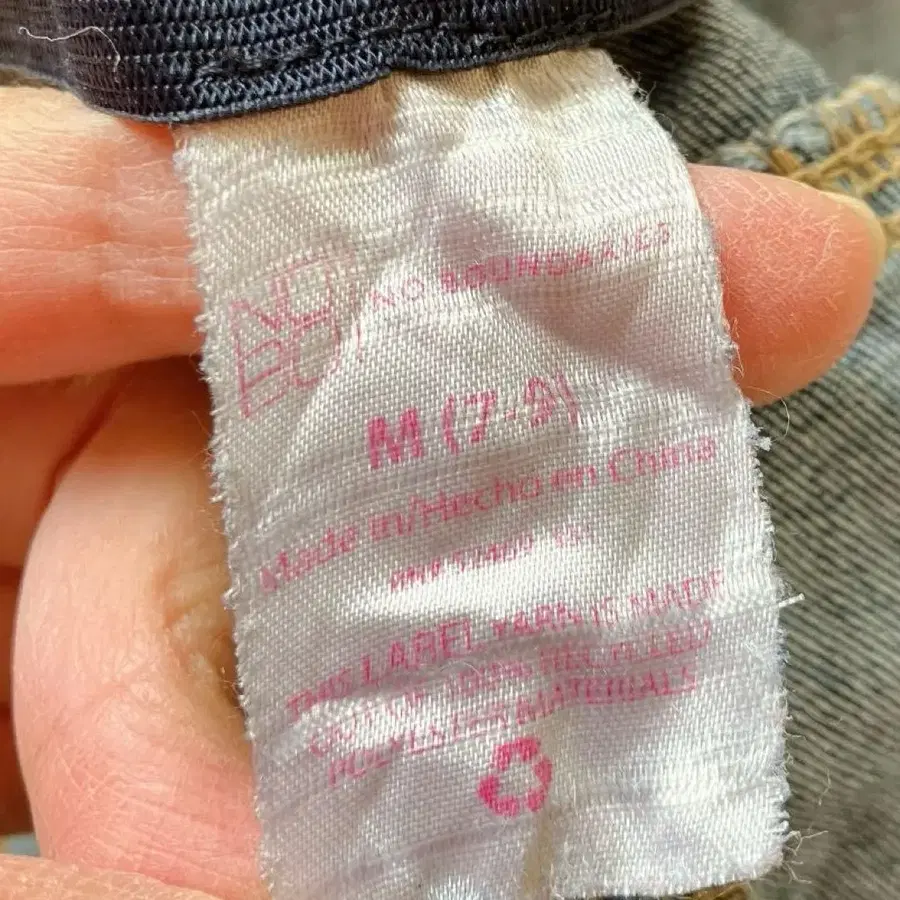 NO
BO
NO BOUNDARIES
M (7-9)
Made in/Hecho en China
THIS LABEL YARN IS MADE
OUT OF 100% RECYCLED
POLYESTER MATERIALS